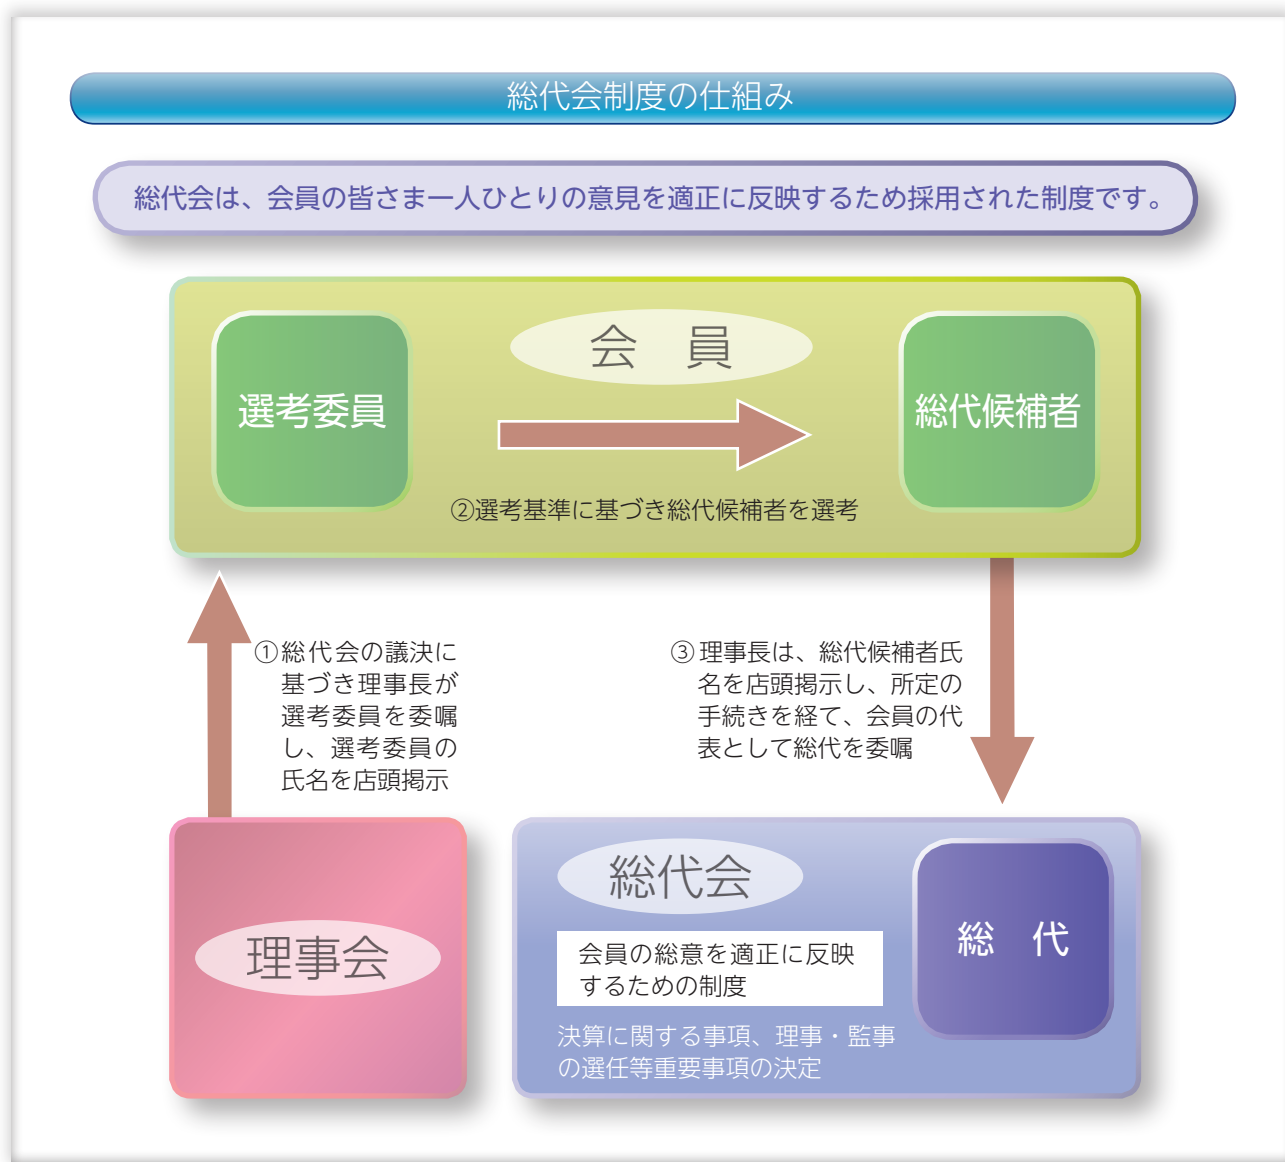 総代会制度の仕組み
総代会は、会員の皆さま一人ひとりの意見を適正に反映するため採用された制度です。
会　員
選考委員
総代候補者
②選考基準に基づき総代候補者を選考
①総代会の議決に
基づき理事長が
選考委員を委嘱
し、選考委員の
氏名を店頭掲示
③理事長は、総代候補者氏
名を店頭掲示し、所定の
手続きを経て、会員の代
表として総代を委嘱
理事会
総代会
会員の総意を適正に反映
するための制度
決算に関する事項、理事・監事
の選任等重要事項の決定
総　代